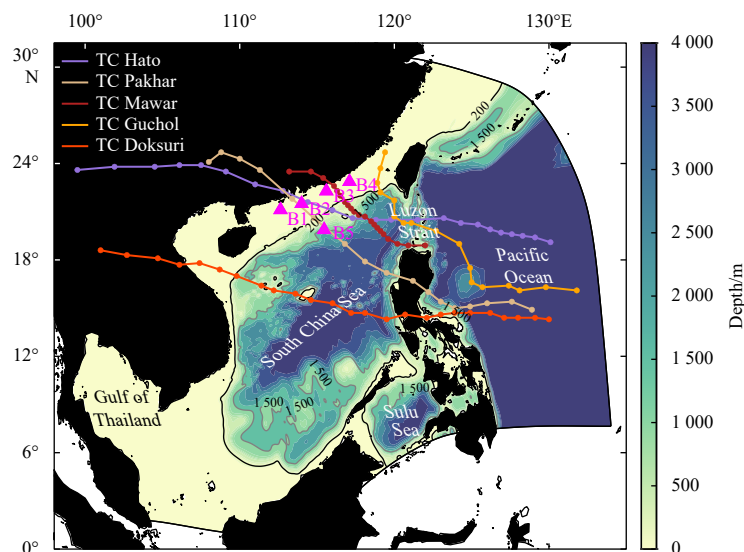 100°
110°
120°
130°E
30°
N
24°
18°
12°
6°
0°
TC Hato
TC Pakhar
TC Mawar
TC Guchol
TC Doksuri
200
1 500
B4
B3
B2
B1
B5
500
200
Luzon
Strait
Pacific
Ocean
South China Sea
1 500
1 500
1 500
1 500
1 500
Gulf of
Thailand
Sulu
Sea
4 000
3 500
3 000
2 500
2 000
1 500
1 000
500
0
Depth/m